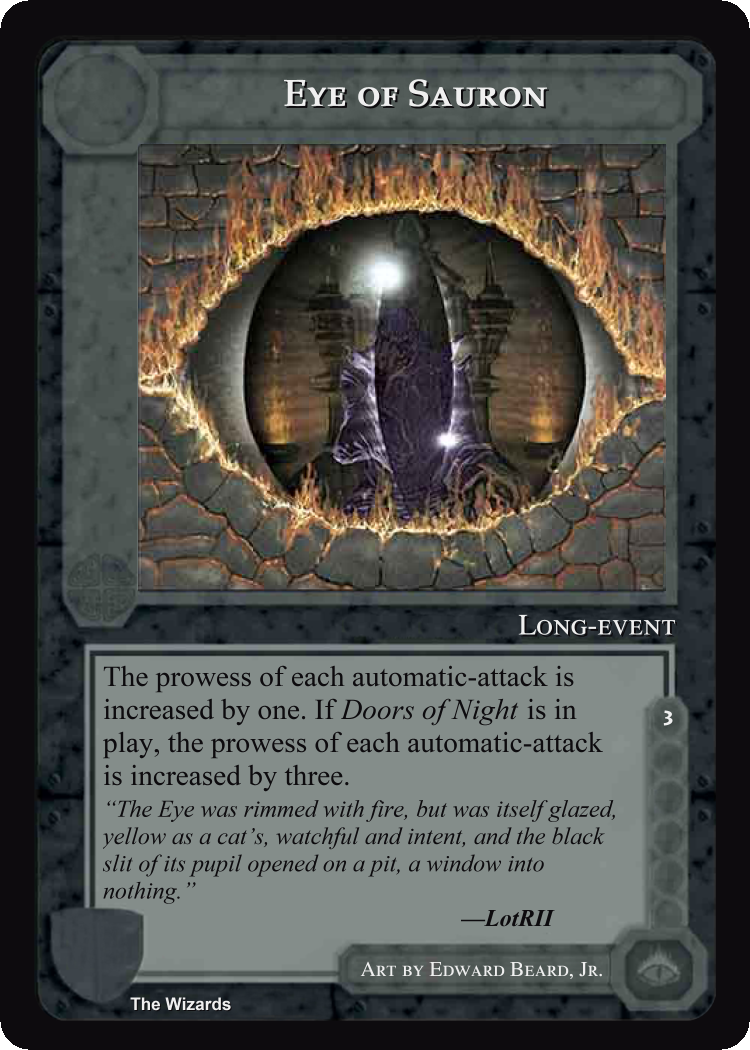 Eye of Sauron
Long-event
The prowess of each automatic-attack is
increased by one. If Doors of Night is in
play, the prowess of each automatic-attack
is increased by three.
3
“The Eye was rimmed with fire, but was itself glazed,
yellow as a cat’s, watchful and intent, and the black
slit of its pupil opened on a pit, a window into
nothing.”
—LotRII
Art by Edward Beard, Jr.
The Wizards